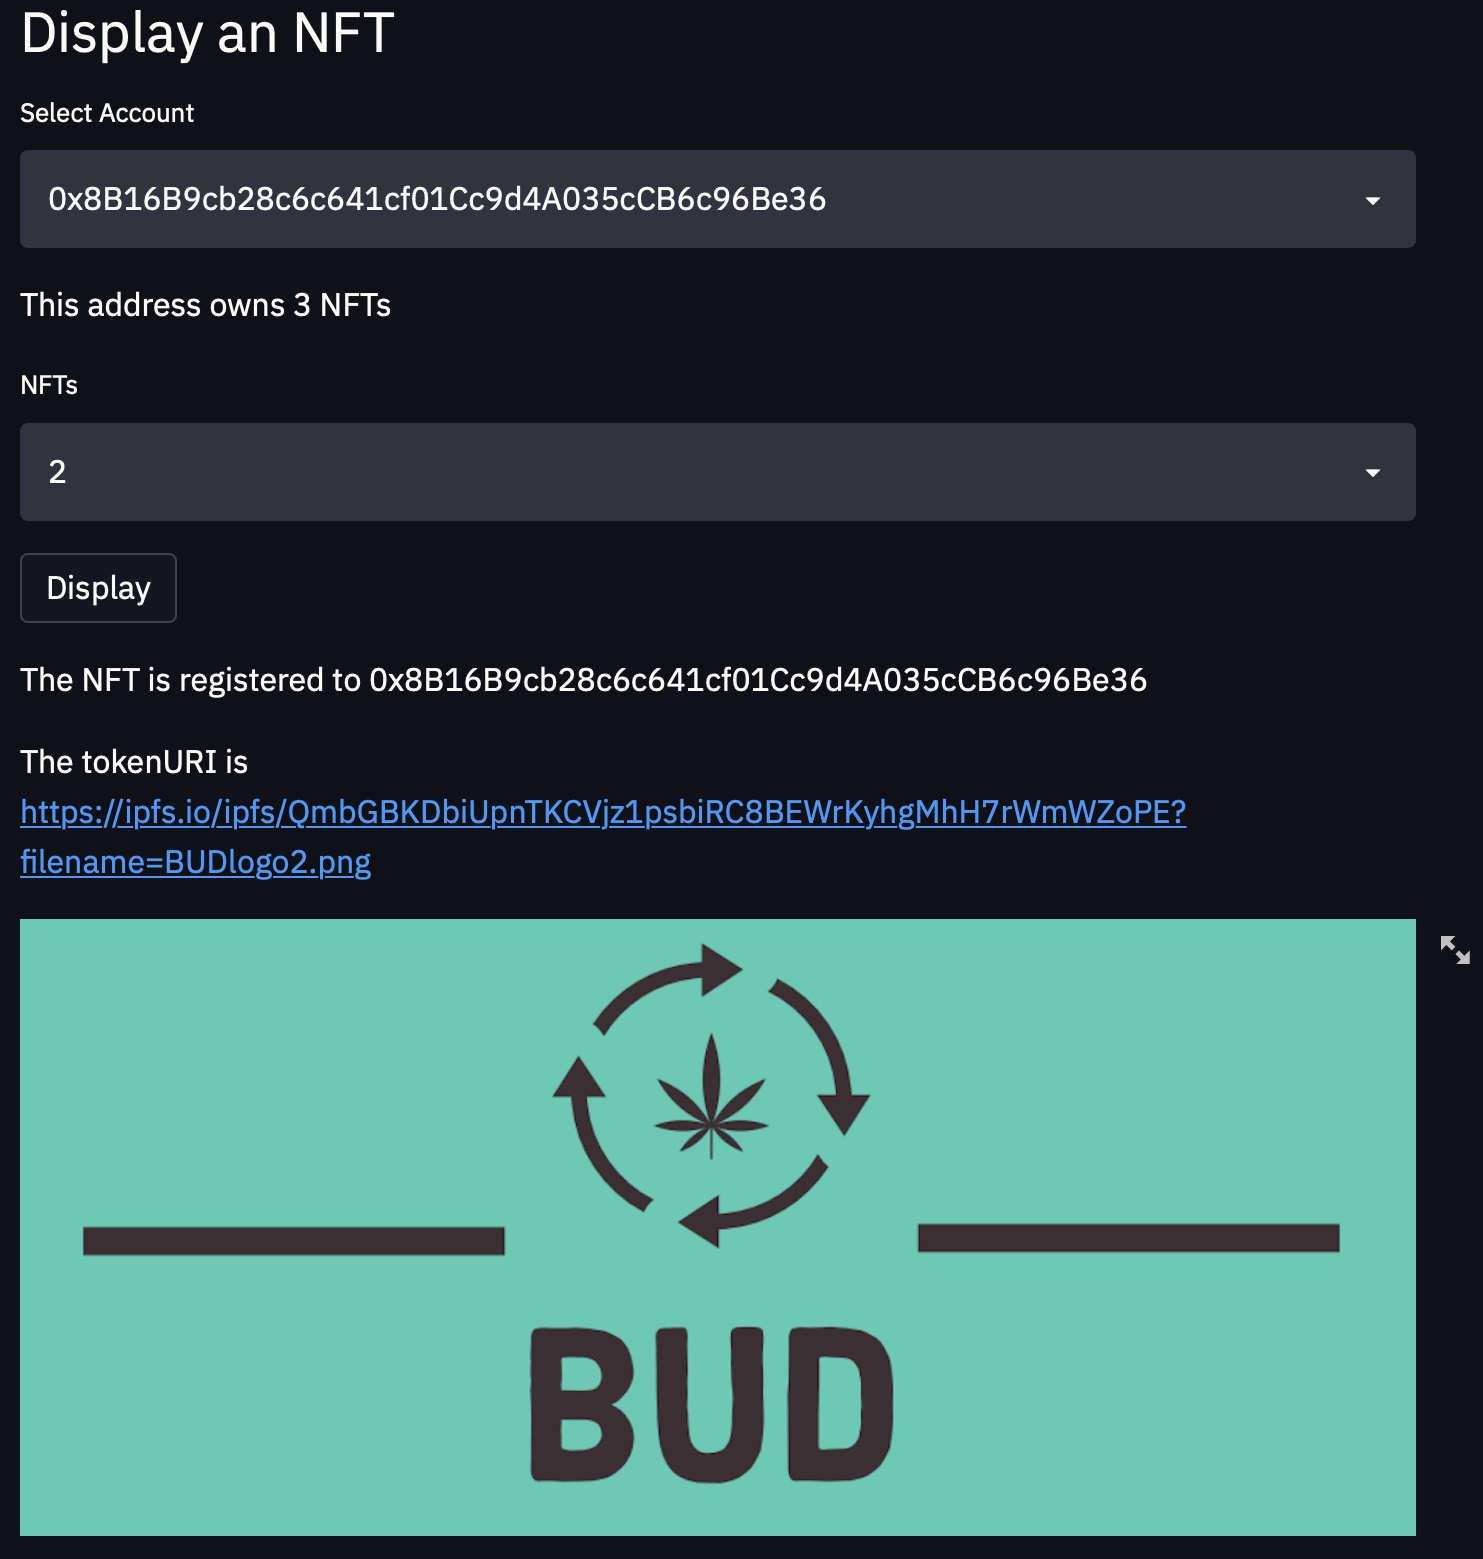 Display an NFT
Select Account
0x8B16B9cb28c6c641cf01Cc9d4A035cCB6c96Be36
This address owns 3 NFTs
NFTs
2
Display
The NFT is registered to 0x8B16B9cb28c6c641cf01Cc9d4A035cCB6c96Be36
The tokenURI is
https://ipfs.io/ipfs/QmbGBKDbiUpnTKCVjz1psbiRC8BEWrKyhgMhH7rWmWZoPE?
filename=BUDlogo2.png
BUD